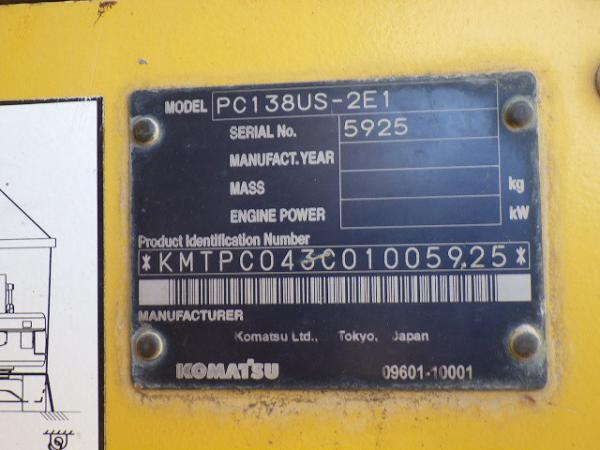 MODEL PC138US-2E1
SERIAL No. 5925
MANUFACT. YEAR
MASS kg
ENGINE POWER kW
Product Identification Number
*KMTPC043C01005925*
MANUFACTURER
Komatsu Ltd., Tokyo, Japan
KOMATSU 09601-10001